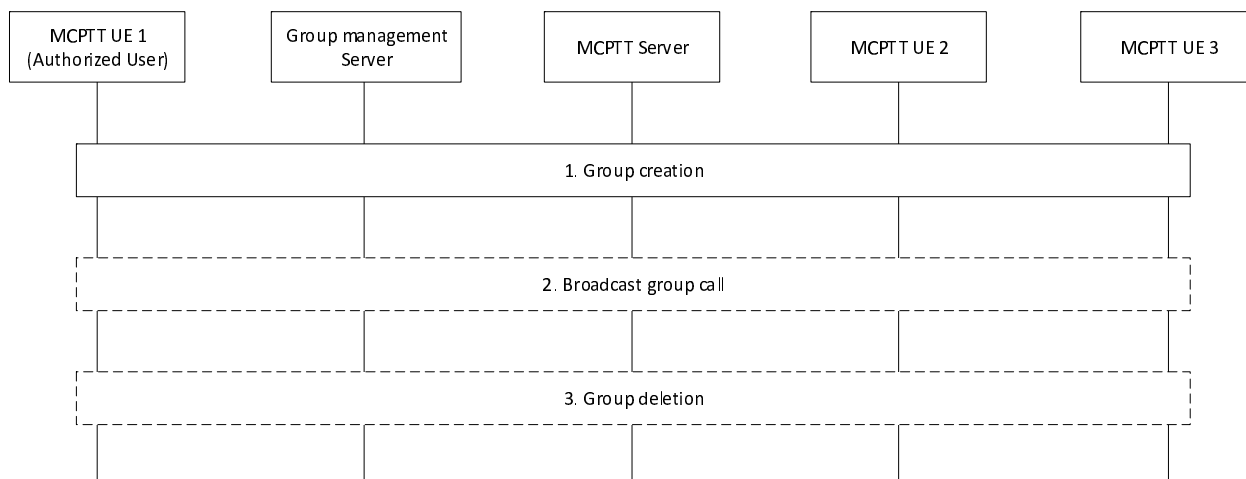 MCPTT UE 1
(Authorized User)
Group management
Server
MCPTT Server
MCPTT UE 2
MCPTT UE 3
1. Group creation
2. Broadcast group call
3. Group deletion